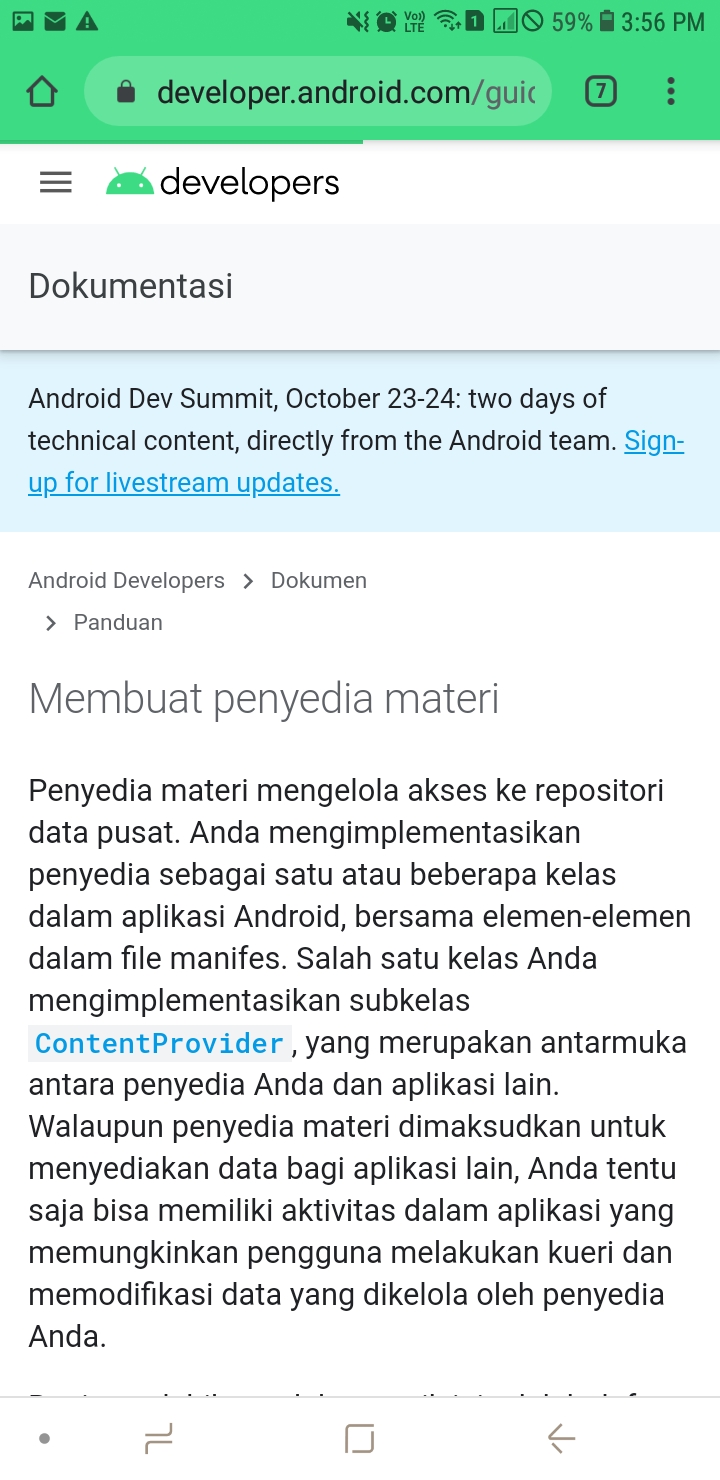 Vo))
LTE
1
59%
3:56 PM
developer.android.com/guid
7
developers
Dokumentasi
Android Dev Summit, October 23-24: two days of
technical content, directly from the Android team. Sign-
up for livestream updates.
Android Developers > Dokumen
> Panduan
Membuat penyedia materi
Penyedia materi mengelola akses ke repositori
data pusat. Anda mengimplementasikan
penyedia sebagai satu atau beberapa kelas
dalam aplikasi Android, bersama elemen-elemen
dalam file manifes. Salah satu kelas Anda
mengimplementasikan subkelas
ContentProvider, yang merupakan antarmuka
antara penyedia Anda dan aplikasi lain.
Walaupun penyedia materi dimaksudkan untuk
menyediakan data bagi aplikasi lain, Anda tentu
saja bisa memiliki aktivitas dalam aplikasi yang
memungkinkan pengguna melakukan kueri dan
memodifikasi data yang dikelola oleh penyedia
Anda.